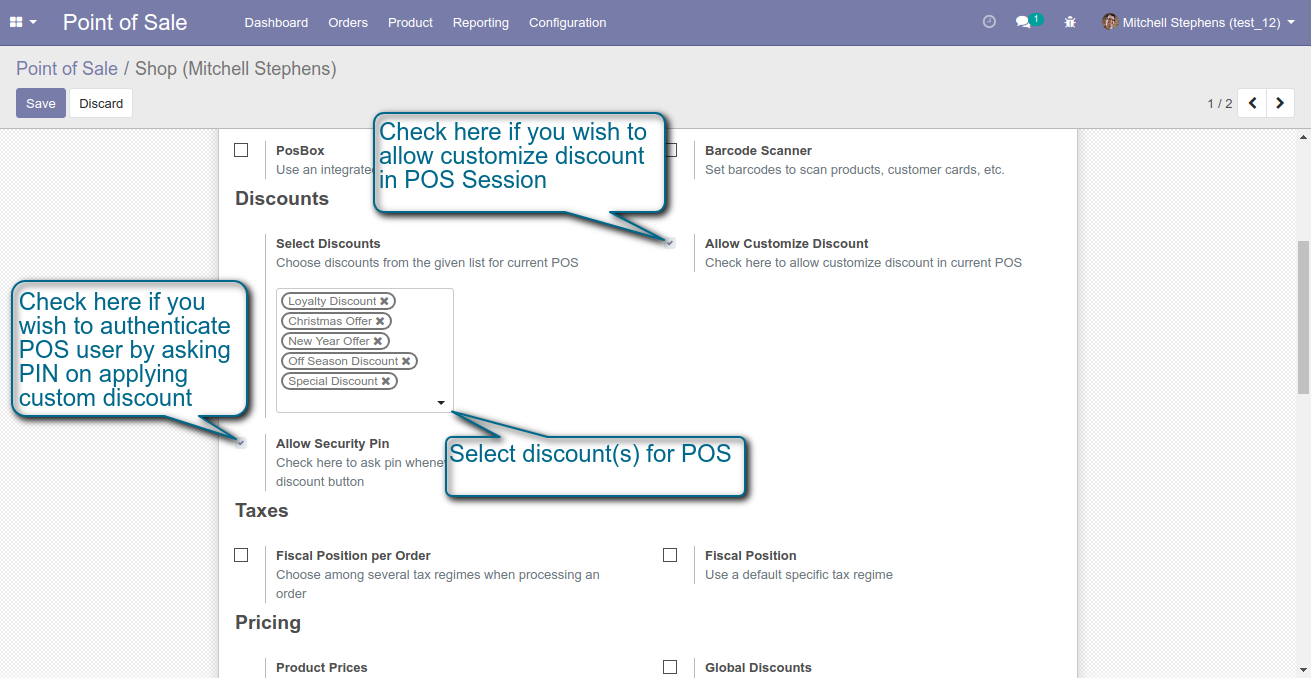 Point of Sale
Dashboard
Orders
Product
Reporting
Configuration
1
Mitchell Stephens (test_12)
Point of Sale / Shop (Mitchell Stephens)
Save
Discard
1 / 2
Check here if you wish to
allow customize discount
in POS Session
PosBox
Use an integrated
Barcode Scanner
Set barcodes to scan products, customer cards, etc.
Discounts
Select Discounts
Choose discounts from the given list for current POS
Allow Customize Discount
Check here to allow customize discount in current POS
Check here if you
wish to authenticate
POS user by asking
PIN on applying
custom discount
Loyalty Discount
Christmas Offer
New Year Offer
Off Season Discount
Special Discount
Select discount(s) for POS
Allow Security Pin
Check here to ask pin
discount button
Taxes
Fiscal Position per Order
Choose among several tax regimes when processing an
order
Fiscal Position
Use a default specific tax regime
Pricing
Product Prices
Global Discounts